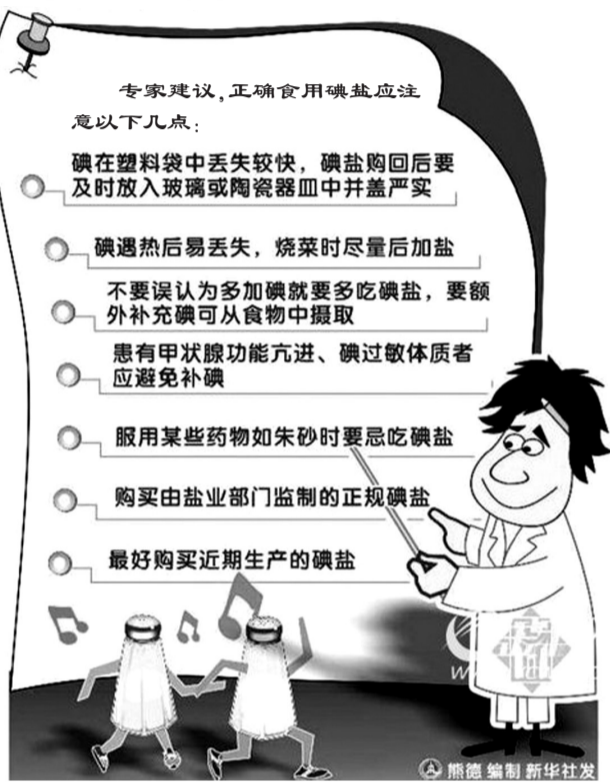 专家建议,正确食用碘盐应注
意以下几点:
碘在塑料袋中丢失较快，碘盐购回后要
及时放入玻璃或陶瓷器皿中并盖严实
碘遇热后易丢失，烧菜时尽量后加盐
不要误认为多加碘就要多吃碘盐，要额
外补充碘可从食物中摄取
患有甲状腺功能亢进、碘过敏体质者
应避免补碘
服用某些药物如朱砂时要忌吃碘盐
购买由盐业部门监制的正规碘盐
最好购买近期生产的碘盐
熊德 编制 新华社发